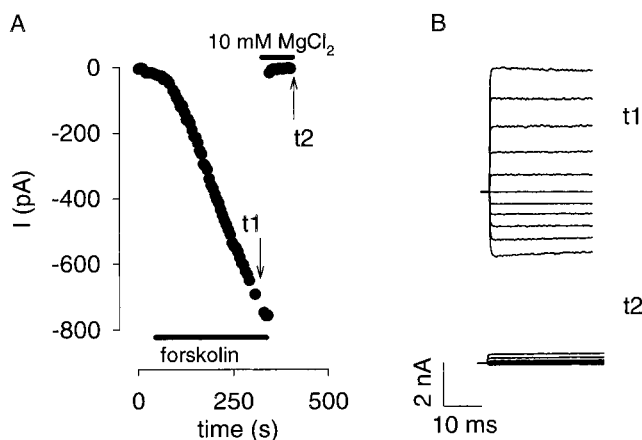 A
10 mM MgCl₂
0
-200
-400
-600
-800
I (pA)
t2
t1
forskolin
0
250
500
time (s)
B
t1
t2
2 nA
10 ms